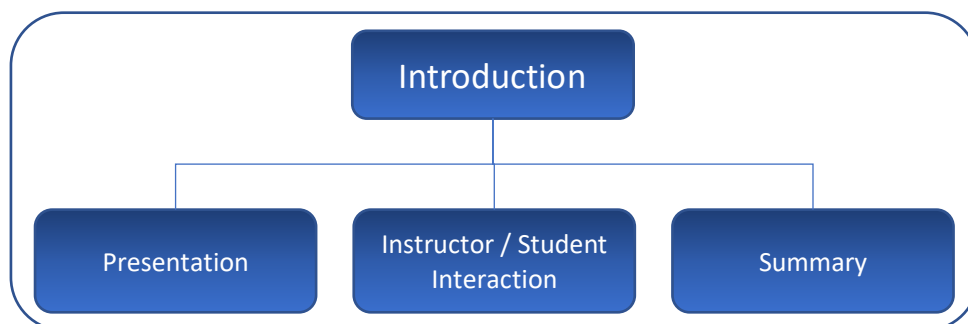 Introduction
Presentation
Instructor / Student
Interaction
Summary